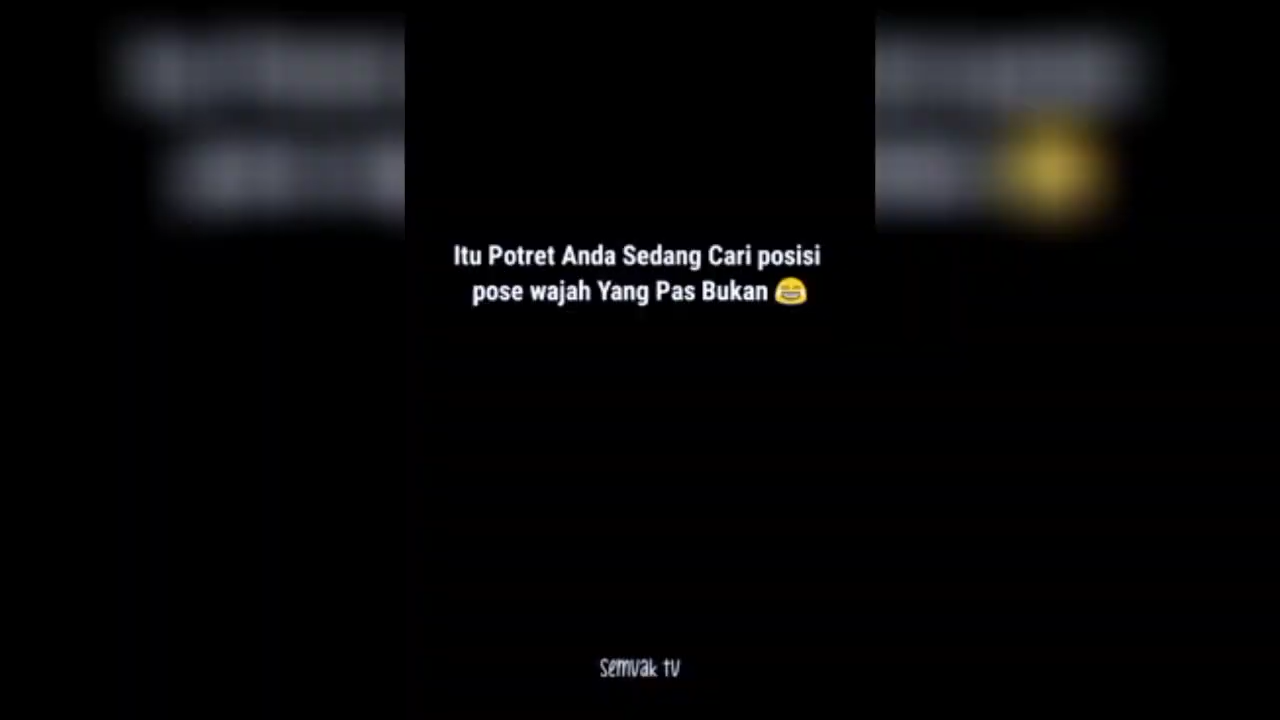 Itu Potret Anda Sedang Cari posisi
pose wajah Yang Pas Bukan 😄
Semvak tv